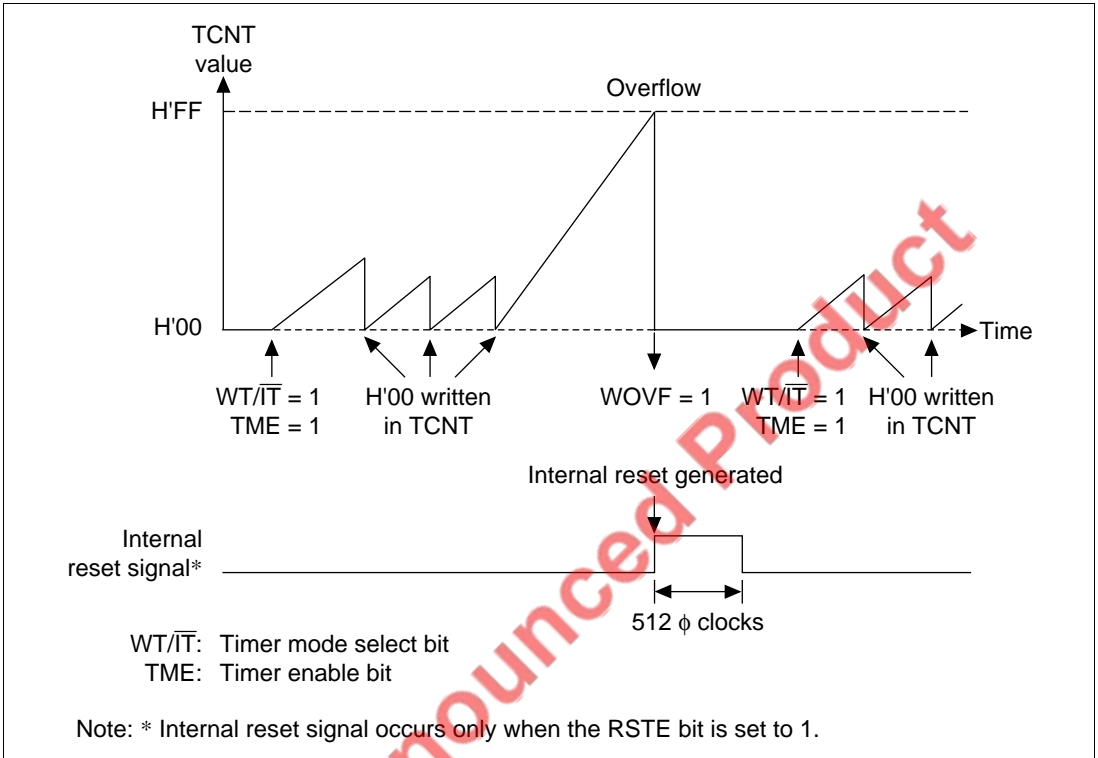 TCNT
value
Overflow
H'FF
H'00
Time
WT/I̅T̅ = 1
TME = 1
H'00 written
in TCNT
WOVF = 1
WT/I̅T̅ = 1
TME = 1
H'00 written
in TCNT
Internal reset generated
Internal
reset signal*
512 ϕ clocks
WT/I̅T̅: Timer mode select bit
TME: Timer enable bit
Note: * Internal reset signal occurs only when the RSTE bit is set to 1.
nounced Product